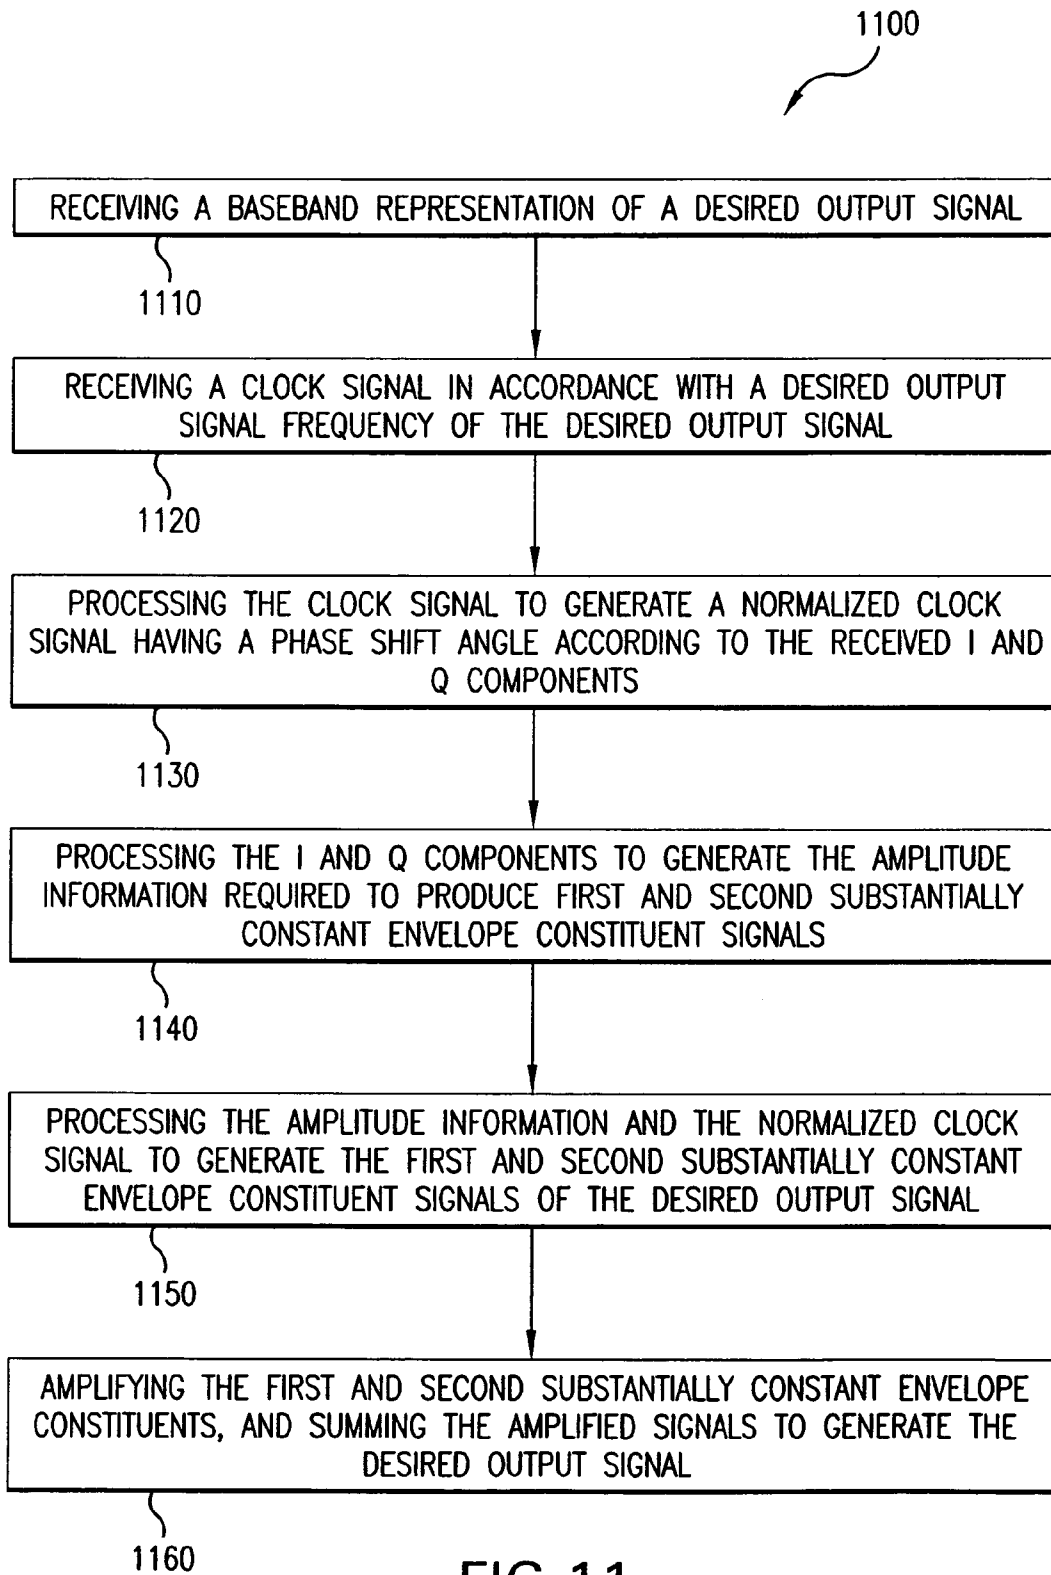 1100
RECEIVING A BASEBAND REPRESENTATION OF A DESIRED OUTPUT SIGNAL
1110
RECEIVING A CLOCK SIGNAL IN ACCORDANCE WITH A DESIRED OUTPUT
SIGNAL FREQUENCY OF THE DESIRED OUTPUT SIGNAL
1120
PROCESSING THE CLOCK SIGNAL TO GENERATE A NORMALIZED CLOCK
SIGNAL HAVING A PHASE SHIFT ANGLE ACCORDING TO THE RECEIVED I AND
Q COMPONENTS
1130
PROCESSING THE I AND Q COMPONENTS TO GENERATE THE AMPLITUDE
INFORMATION REQUIRED TO PRODUCE FIRST AND SECOND SUBSTANTIALLY
CONSTANT ENVELOPE CONSTITUENT SIGNALS
1140
PROCESSING THE AMPLITUDE INFORMATION AND THE NORMALIZED CLOCK
SIGNAL TO GENERATE THE FIRST AND SECOND SUBSTANTIALLY CONSTANT
ENVELOPE CONSTITUENT SIGNALS OF THE DESIRED OUTPUT SIGNAL
1150
AMPLIFYING THE FIRST AND SECOND SUBSTANTIALLY CONSTANT ENVELOPE
CONSTITUENTS, AND SUMMING THE AMPLIFIED SIGNALS TO GENERATE THE
DESIRED OUTPUT SIGNAL
1160
FIG. 11